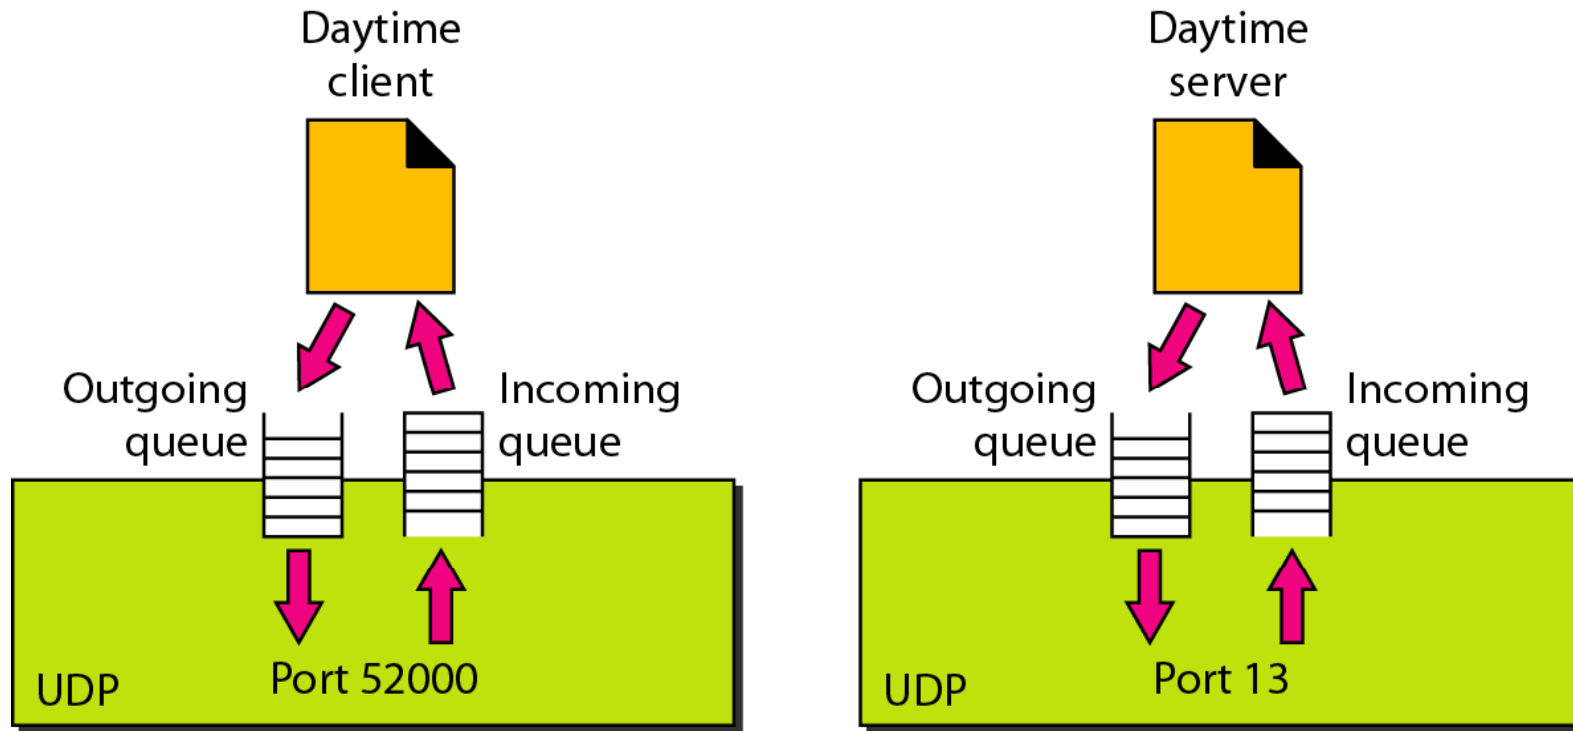 Daytime
client
Outgoing
queue
Incoming
queue
UDP
Port 52000
Daytime
server
Outgoing
queue
Incoming
queue
UDP
Port 13